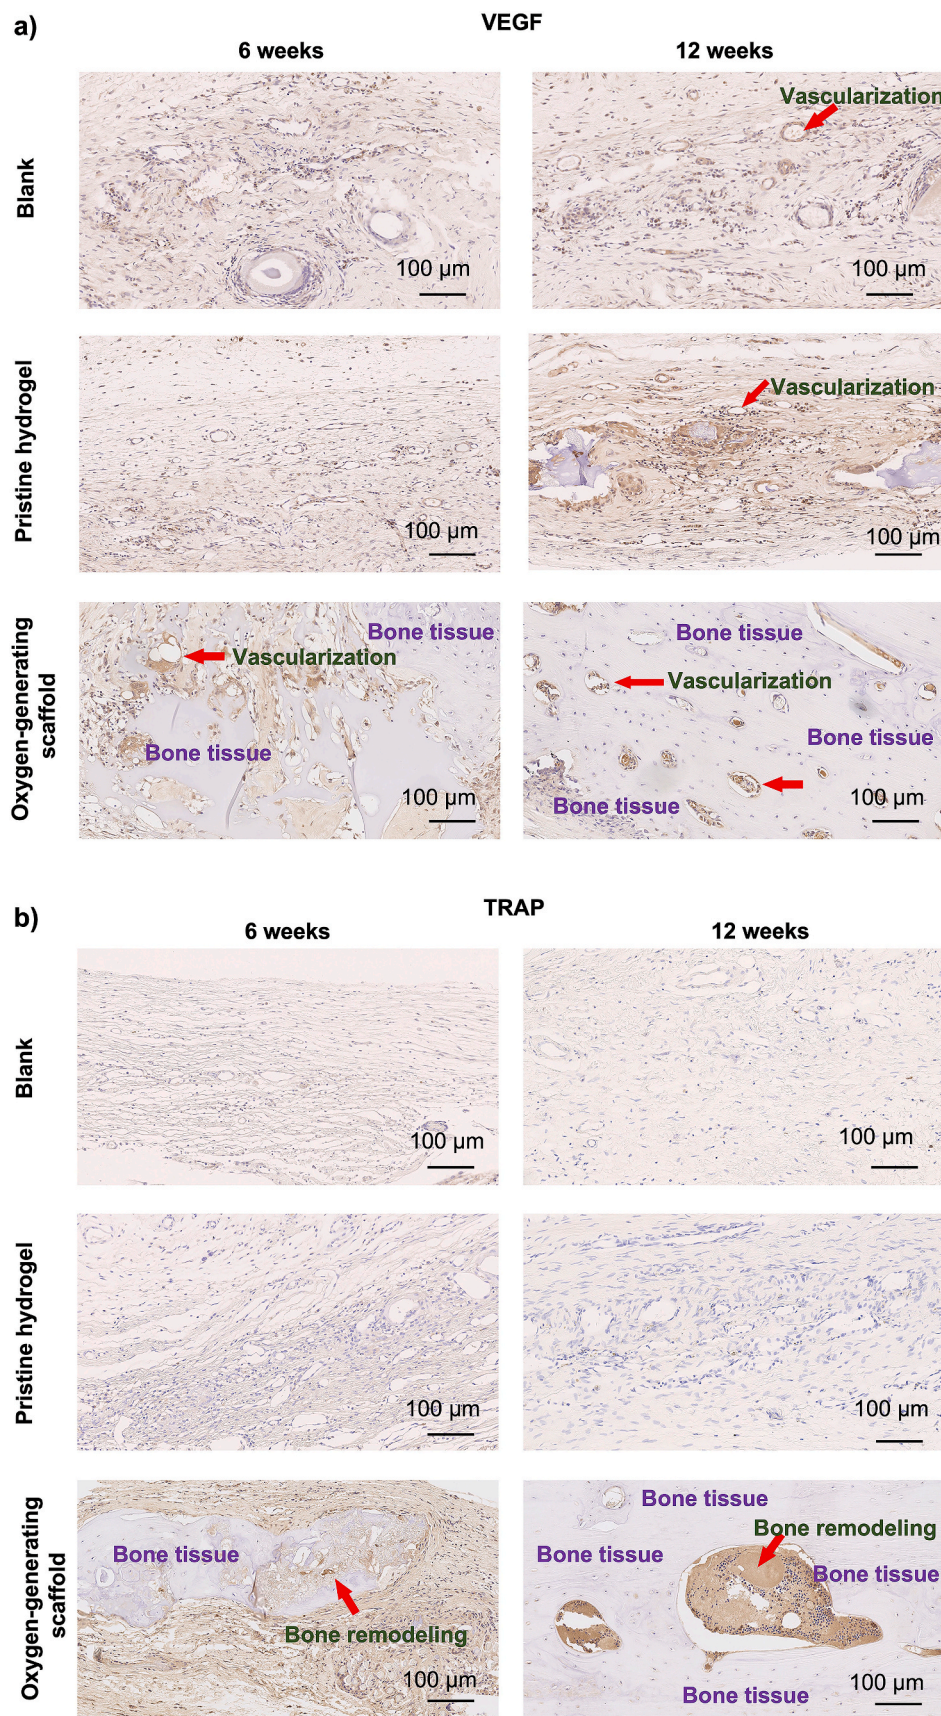 a)
VEGF
6 weeks
12 weeks
Blank
Vascularization
100 µm
100 µm
Pristine hydrogel
Vascularization
100 µm
100 µm
Oxygen-generating
scaffold
Bone tissue
Vascularization
Bone tissue
100 µm
Bone tissue
Vascularization
Bone tissue
Bone tissue
100 µm
b)
TRAP
6 weeks
12 weeks
Blank
100 µm
100 µm
Pristine hydrogel
100 µm
100 µm
Oxygen-generating
scaffold
Bone tissue
Bone remodeling
100 µm
Bone tissue
Bone remodeling
Bone tissue
Bone tissue
Bone tissue
100 µm